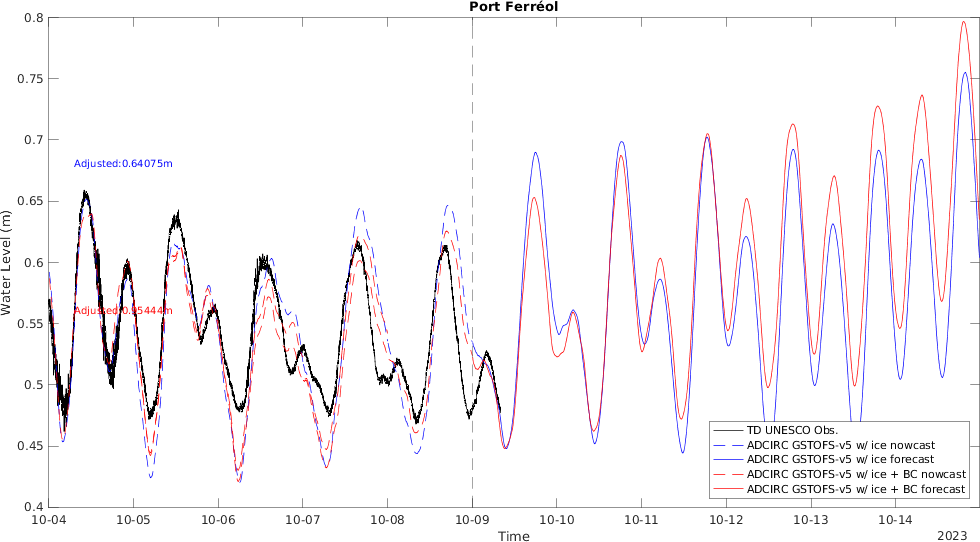 Port Ferréol
0.8
0.75
0.7
0.65
0.6
0.55
0.5
0.45
0.4
Water Level (m)
Adjusted:0.64075m
TD UNESCO Obs.
ADCIRC GSTOFS-v5 w/ ice nowcast
ADCIRC GSTOFS-v5 w/ ice forecast
ADCIRC GSTOFS-v5 w/ ice + BC nowcast
ADCIRC GSTOFS-v5 w/ ice + BC forecast
10-04 10-05 10-06 10-07 10-08 10-09 10-10 10-11 10-12 10-13 10-14
Time
2023